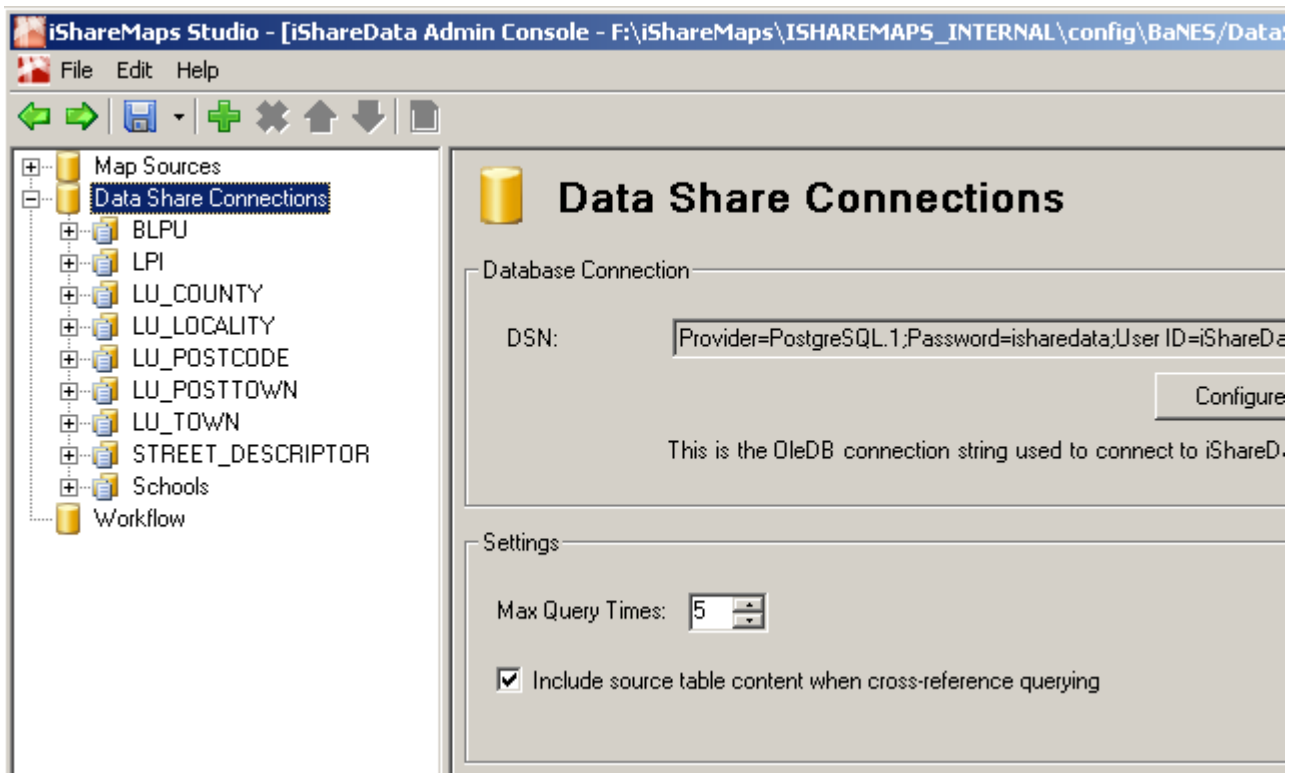 iShareMaps Studio - [iShareData Admin Console - F:\iShareMaps\ISHAREMAPS_INTERNAL\config\BaNES/Data
File Edit Help
Map Sources
Data Share Connections
BLPU
LPI
LU_COUNTY
LU_LOCALITY
LU_POSTCODE
LU_POSTTOWN
LU_TOWN
STREET_DESCRIPTOR
Schools
Workflow
Data Share Connections
Database Connection
DSN:
Provider=PostgreSQL.1;Password=isharedata;User ID=iShareDa
Configure
This is the OleDB connection string used to connect to iShareD
Settings
Max Query Times: 5
Include source table content when cross-reference querying